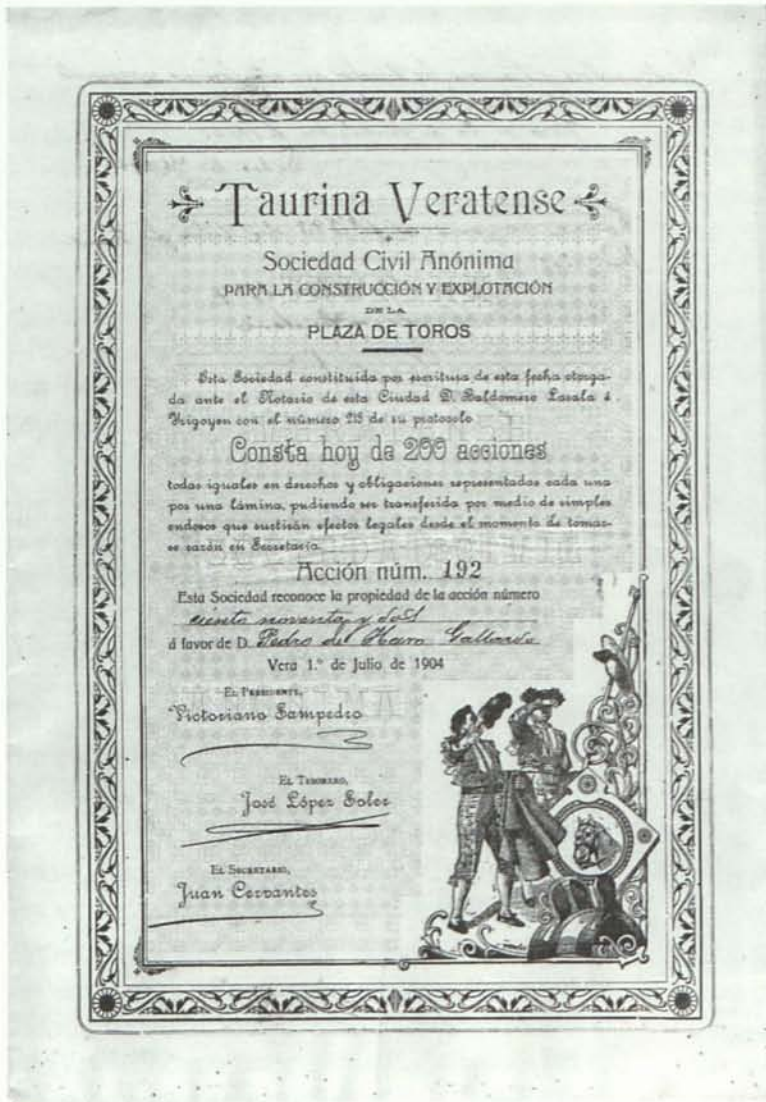 Taurina Veratense
Sociedad Civil Anónima
PARA LA CONSTRUCCIÓN Y EXPLOTACIÓN
DE LA
PLAZA DE TOROS
Esta Sociedad constituída por escritura de esta fecha otorga-
da ante el Notario de esta Ciudad D. Baldomero Lasala é
Yrigoyen con el número 215 de su protocolo
Consta hoy de 200 acciones
todas iguales en derechos y obligaciones representadas cada una
por una lámina, pudiendo ser transferida por medio de simples
endosos que surtirán efectos legales desde el momento de tomar-
se razón en Secretaría.
Acción núm. 192
Esta Sociedad reconoce la propiedad de la acción número
ciento noventa y dos
á favor de D. Pedro de Haro Gallardo
Vera 1.º de Julio de 1904
EL PRESIDENTE,
Victoriano Sampedro
EL TESORERO,
José López Soler
EL SECRETARIO,
Juan Cervantes